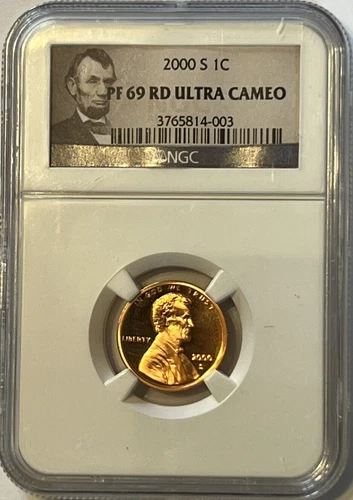 2000 S 1C
PF 69 RD ULTRA CAMEO
3765814-003
NGC
IN GOD WE TRUST
LIBERTY
2000
S